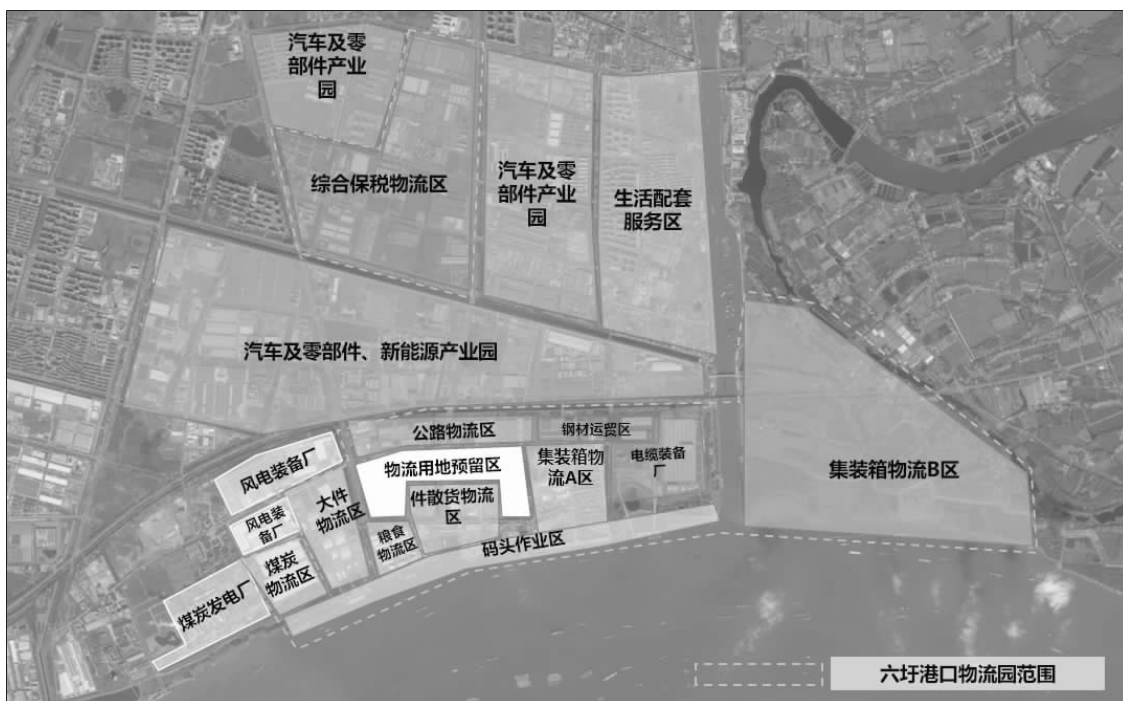 汽车及零
部件产业
园
综合保税物流区
汽车及零
部件产业
园
生活配套
服务区
汽车及零部件、新能源产业园
公路物流区
钢材运贸区
风电装备厂
物流用地预留区
集装箱物
流A区
电缆装备
厂
集装箱物流B区
大件
物流区
件散货物流
区
风电装
备厂
粮食
物流区
码头作业区
煤炭
物流区
煤炭发电厂
六圩港口物流园范围